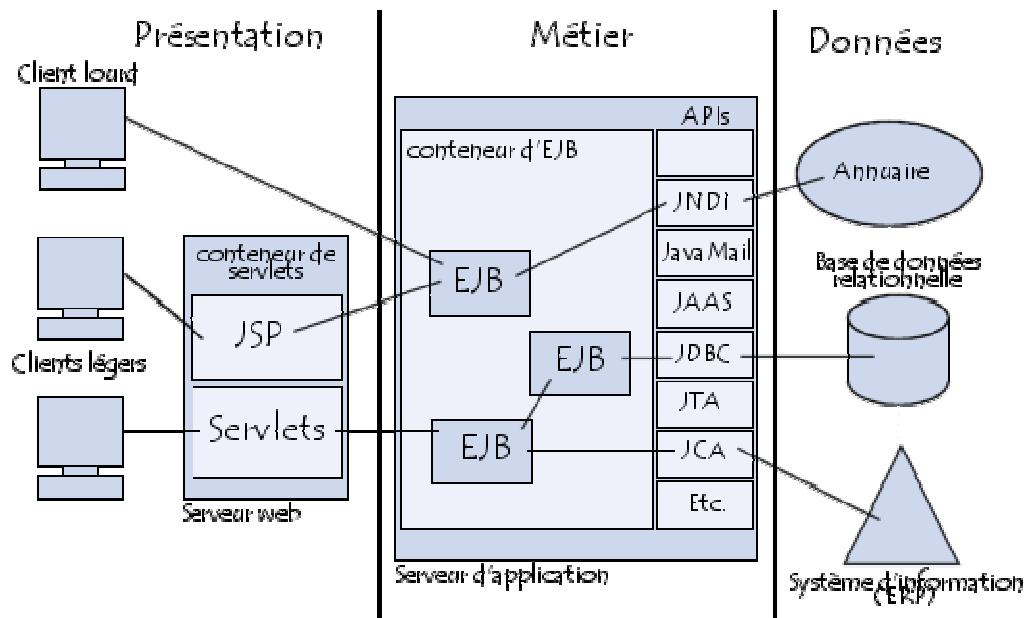 Présentation
Métier
Données
Client lourd
APIs
conteneur d'EJB
Annuaire
JNDI
conteneur de
servlets
Java Mail
Base de données
relationnelle
EJB
JAAS
JSP
EJB
JDBC
Clients légers
JTA
Servlets
EJB
JCA
Etc.
Serveur web
Serveur d'application
Système d'information
(ERP)